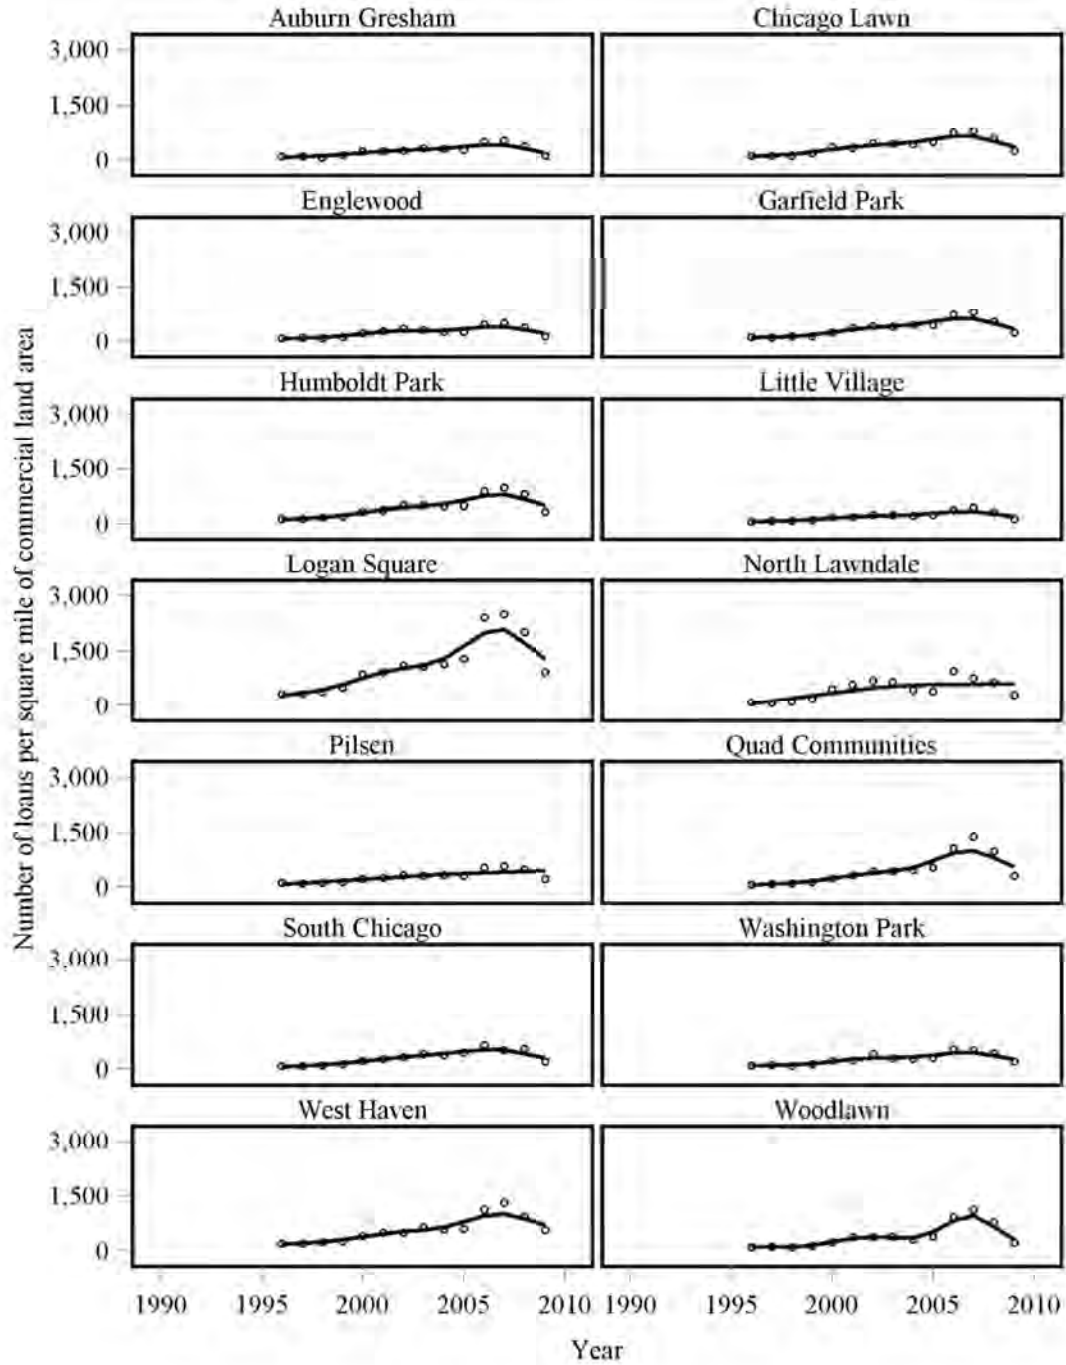 Auburn Gresham
Chicago Lawn
3,000
1,500
0
Englewood
Garfield Park
3,000
1,500
0
Humboldt Park
Little Village
3,000
1,500
0
Logan Square
North Lawndale
3,000
1,500
0
Pilsen
Quad Communities
3,000
1,500
0
South Chicago
Washington Park
3,000
1,500
0
West Haven
Woodlawn
3,000
1,500
0
Number of loans per square mile of commercial land area
1990 1995 2000 2005 2010
1990 1995 2000 2005 2010
Year